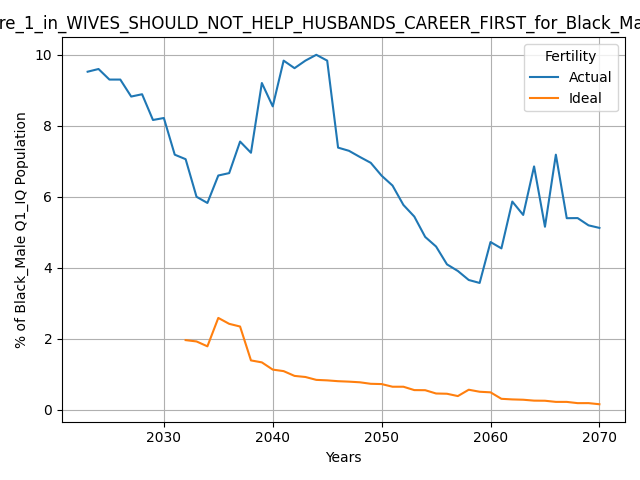 re_1_in_WIVES_SHOULD_NOT_HELP_HUSBANDS_CAREER_FIRST_for_Black_Ma
Fertility
Actual
Ideal
% of Black_Male Q1_IQ Population
10
8
6
4
2
0
2030 2040 2050 2060 2070
Years